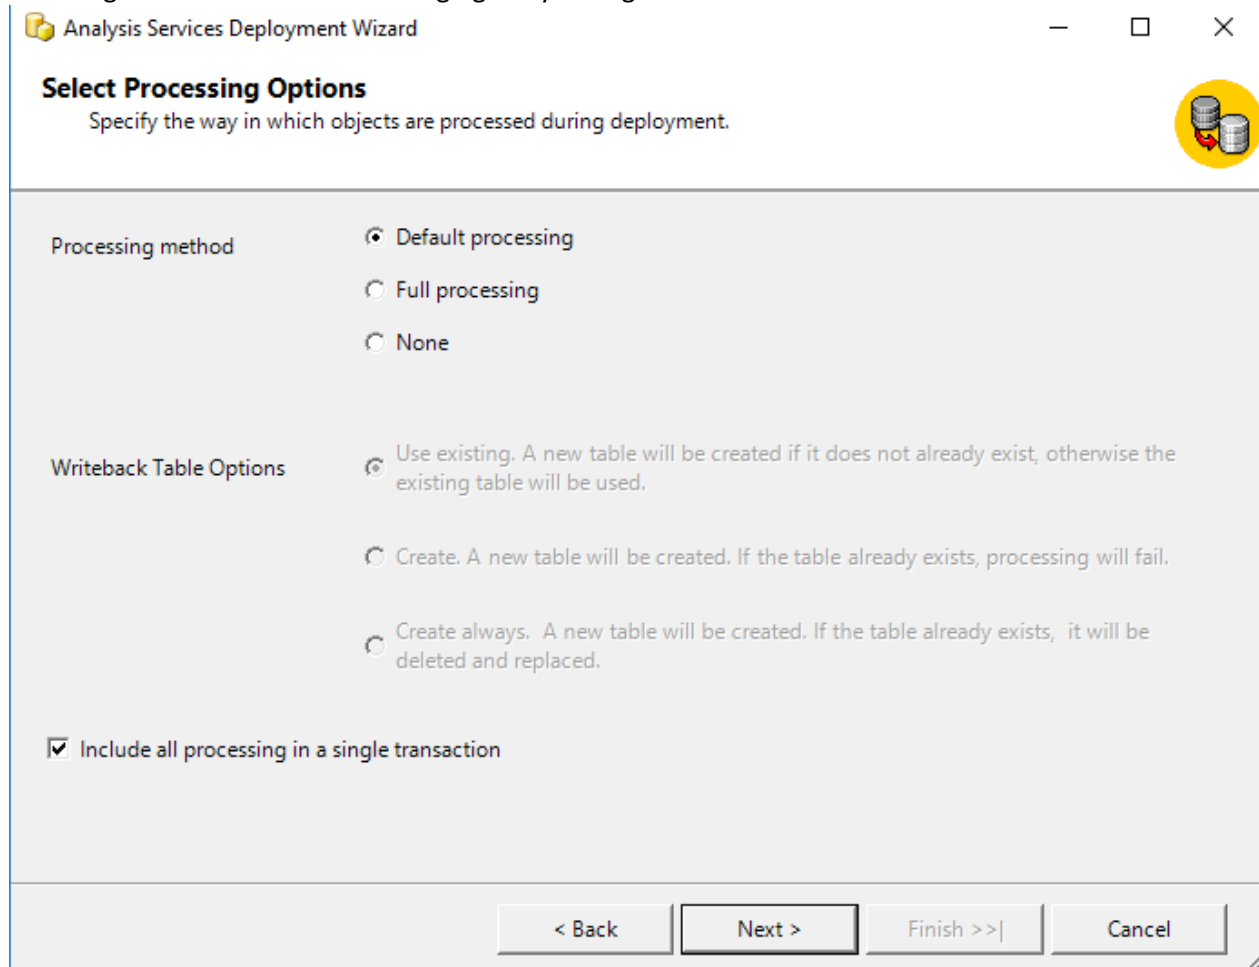 Analysis Services Deployment Wizard
Select Processing Options
Specify the way in which objects are processed during deployment.
Processing method
Default processing
Full processing
None
Writeback Table Options
Use existing. A new table will be created if it does not already exist, otherwise the
existing table will be used.
Create. A new table will be created. If the table already exists, processing will fail.
Create always.  A new table will be created. If the table already exists,  it will be
deleted and replaced.
Include all processing in a single transaction
< Back
Next >
Finish >>|
Cancel